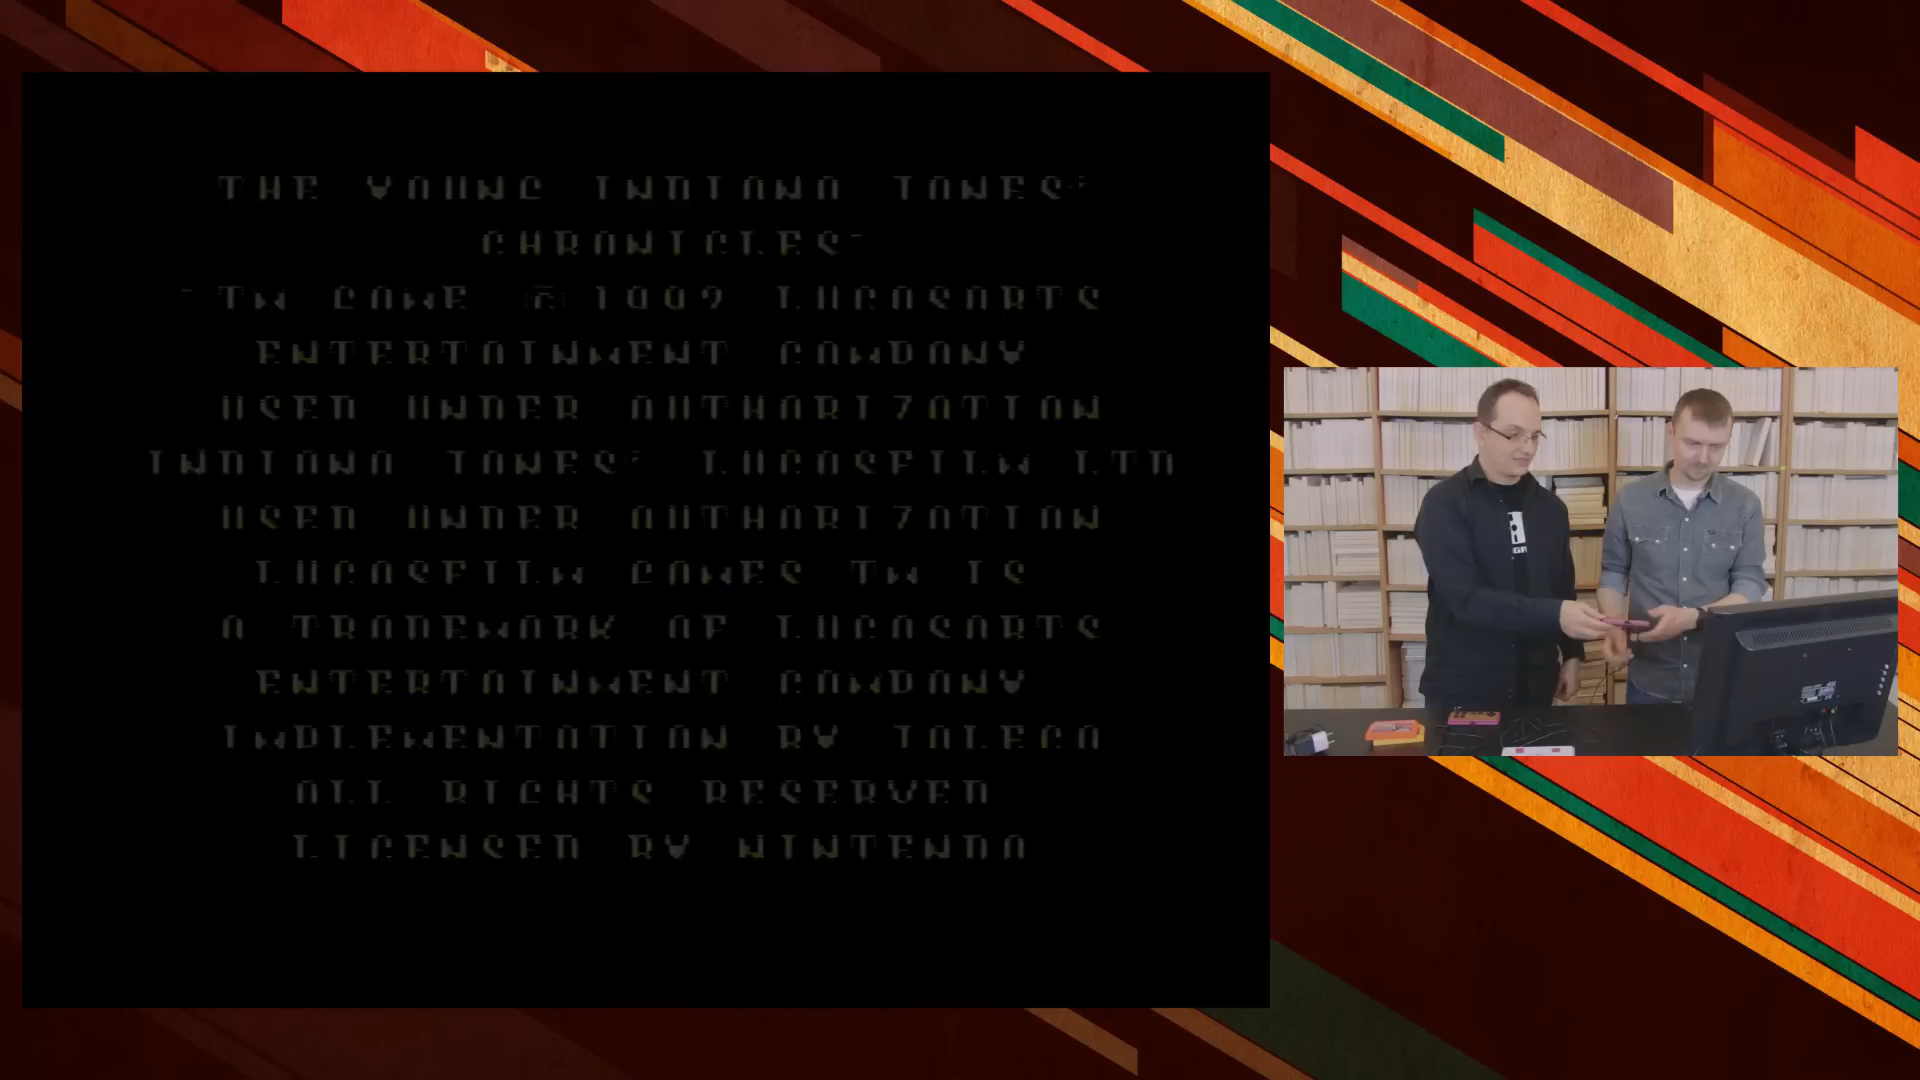 THE YOUNG INDIANA JONES
CHRONICLES
TM GAME © 1992 LUCASARTS
ENTERTAINMENT COMPANY
USED UNDER AUTHORIZATION
INDIANA JONES LUCASFILM LTD
USED UNDER AUTHORIZATION
LUCASFILM GAMES TM IS
A TRADEMARK OF LUCASARTS
ENTERTAINMENT COMPANY
IMPLEMENTATION BY JALECO
ALL RIGHTS RESERVED
LICENSED BY NINTENDO